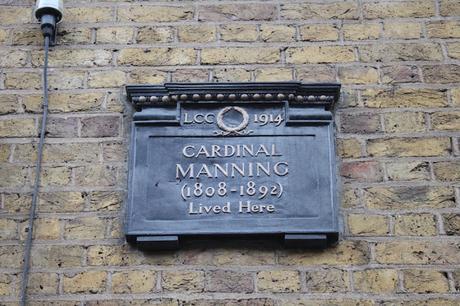 LCC 1914
CARDINAL
MANNING
(1808-1892)
Lived Here